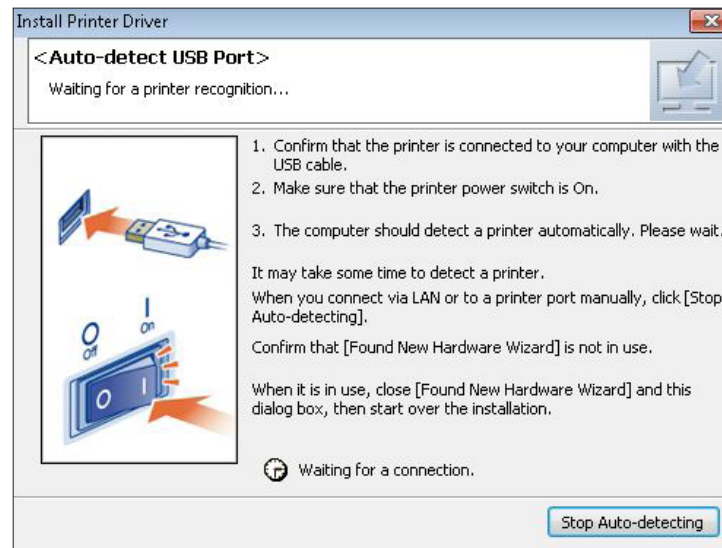 Install Printer Driver
<Auto-detect USB Port>
Waiting for a printer recognition...
1. Confirm that the printer is connected to your computer with the
USB cable.
2. Make sure that the printer power switch is On.
3. The computer should detect a printer automatically. Please wait.
It may take some time to detect a printer.
When you connect via LAN or to a printer port manually, click [Stop
Auto-detecting].
Confirm that [Found New Hardware Wizard] is not in use.
When it is in use, close [Found New Hardware Wizard] and this
dialog box, then start over the installation.
O I
Off On
O I
Waiting for a connection.
Stop Auto-detecting